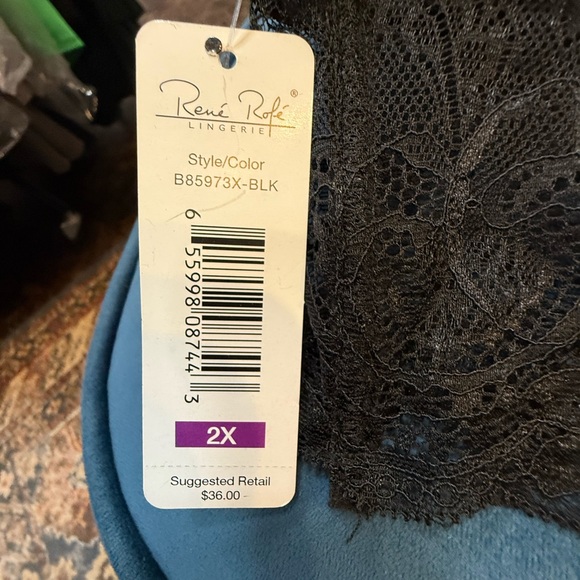 René Rofé®
LINGERIE
Style/Color
B85973X-BLK
6 55998 08744 3
2X
Suggested Retail
$36.00